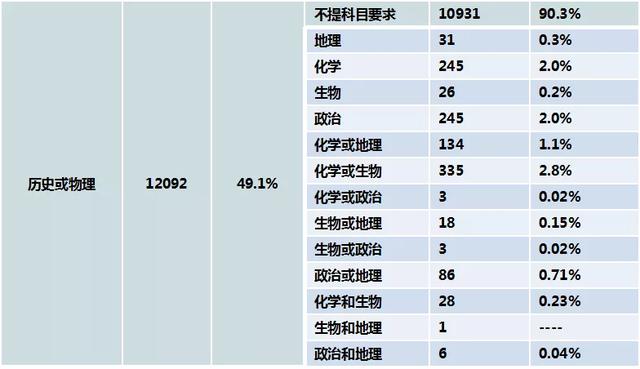 历史或物理 12092 49.1%
不提科目要求 10931 90.3%
地理 31 0.3%
化学 245 2.0%
生物 26 0.2%
政治 245 2.0%
化学或地理 134 1.1%
化学或生物 335 2.8%
化学或政治 3 0.02%
生物或地理 18 0.15%
生物或政治 3 0.02%
政治或地理 86 0.71%
化学和生物 28 0.23%
生物和地理 1 ----
政治和地理 6 0.04%